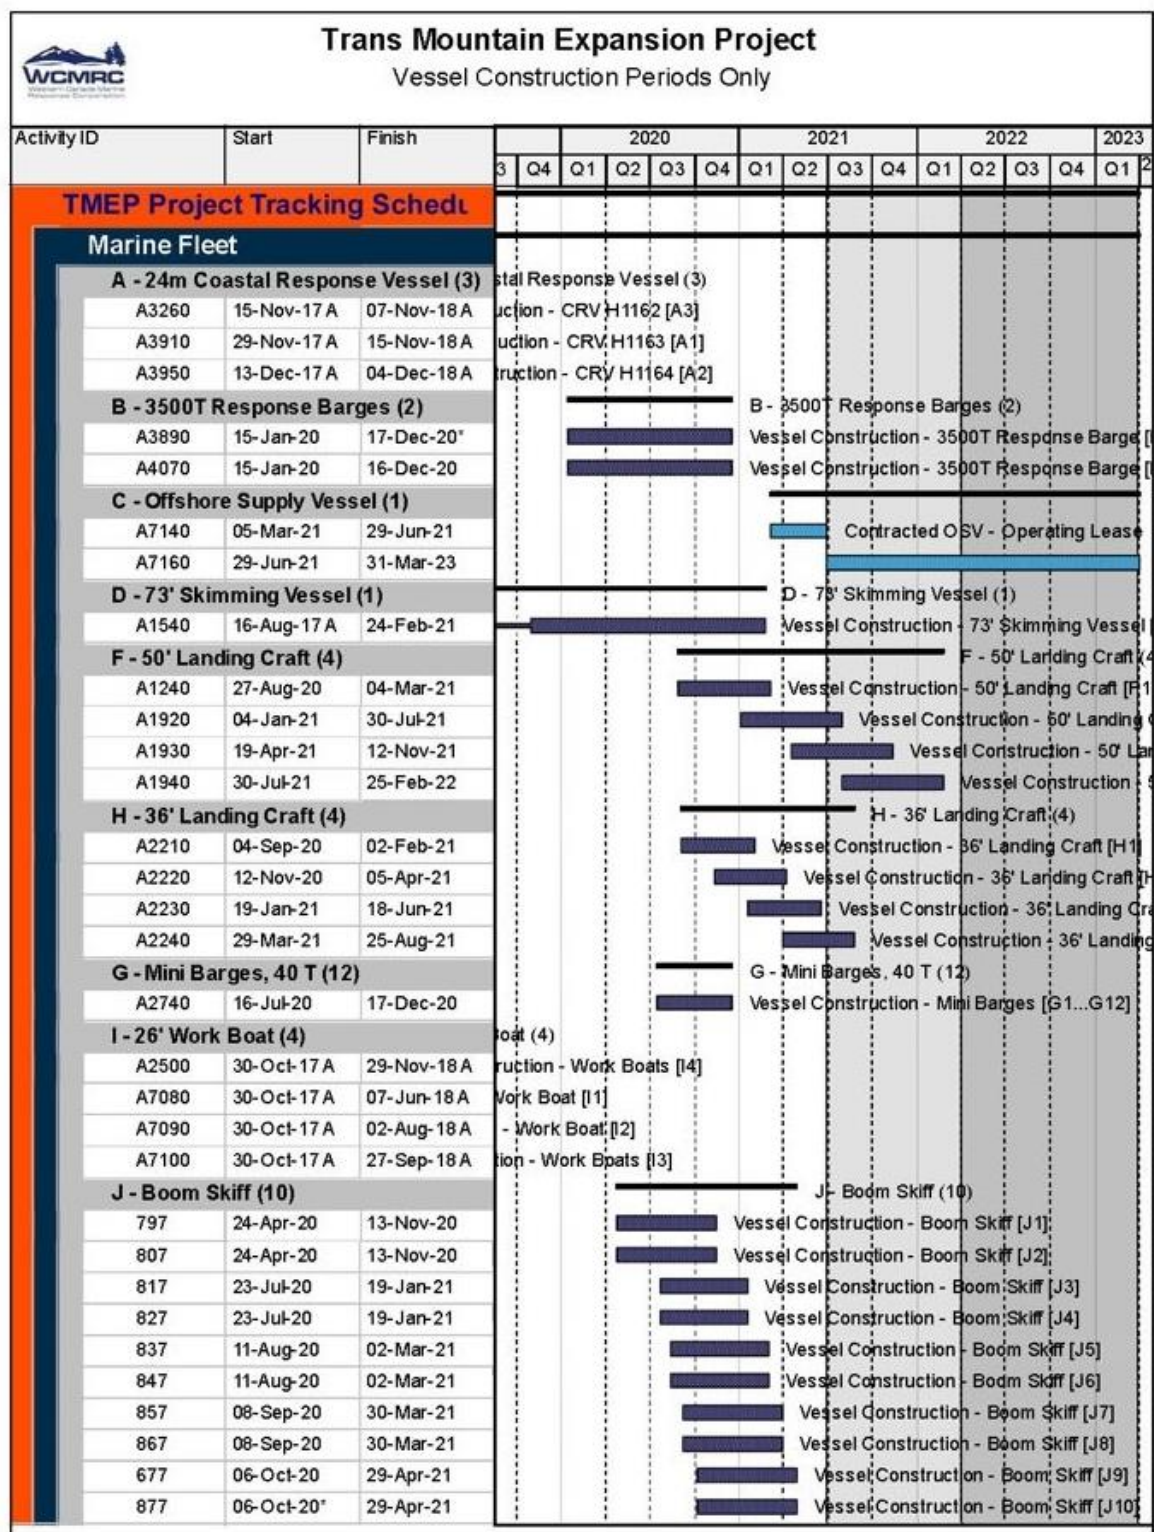 Trans Mountain Expansion Project
WCMRC
Western Canada Marine
Response Corporation
Vessel Construction Periods Only
Activity ID Start Finish 2020 2021 2022 2023
3 Q4 Q1 Q2 Q3 Q4 Q1 Q2 Q3 Q4 Q1 Q2 Q3 Q4 Q1 2
TMEP Project Tracking Schedu
Marine Fleet
A - 24m Coastal Response Vessel (3) stal Response Vessel (3)
A3260 15-Nov-17 A 07-Nov-18 A uction - CRV H1162 [A3]
A3910 29-Nov-17 A 15-Nov-18 A uction - CRV H1163 [A1]
A3950 13-Dec-17 A 04-Dec-18 A truction - CRV H1164 [A2]
B - 3500T Response Barges (2) B - 3500T Response Barges (2)
A3890 15-Jan-20 17-Dec-20* Vessel Construction - 3500T Response Barge [
A4070 15-Jan-20 16-Dec-20 Vessel Construction - 3500T Response Barge [
C - Offshore Supply Vessel (1)
A7140 05-Mar-21 29-Jun-21 Contracted OSV - Operating Lease
A7160 29-Jun-21 31-Mar-23
D - 73' Skimming Vessel (1) D - 73' Skimming Vessel (1)
A1540 16-Aug-17 A 24-Feb-21 Vessel Construction - 73' Skimming Vessel [
F - 50' Landing Craft (4) F - 50' Landing Craft (4
A1240 27-Aug-20 04-Mar-21 Vessel Construction - 50' Landing Craft [F1
A1920 04-Jan-21 30-Jul-21 Vessel Construction - 50' Landing C
A1930 19-Apr-21 12-Nov-21 Vessel Construction - 50' Lan
A1940 30-Jul-21 25-Feb-22 Vessel Construction - 5
H - 36' Landing Craft (4) H - 36' Landing Craft (4)
A2210 04-Sep-20 02-Feb-21 Vessel Construction - 36' Landing Craft [H1]
A2220 12-Nov-20 05-Apr-21 Vessel Construction - 36' Landing Craft [H
A2230 19-Jan-21 18-Jun-21 Vessel Construction - 36' Landing Cra
A2240 29-Mar-21 25-Aug-21 Vessel Construction - 36' Landing
G - Mini Barges, 40 T (12) G - Mini Barges, 40 T (12)
A2740 16-Jul-20 17-Dec-20 Vessel Construction - Mini Barges [G1...G12]
I - 26' Work Boat (4) Boat (4)
A2500 30-Oct-17 A 29-Nov-18 A ruction - Work Boats [I4]
A7080 30-Oct-17 A 07-Jun-18 A Work Boat [I1]
A7090 30-Oct-17 A 02-Aug-18 A - Work Boat [I2]
A7100 30-Oct-17 A 27-Sep-18 A tion - Work Boats [I3]
J - Boom Skiff (10) J - Boom Skiff (10)
797 24-Apr-20 13-Nov-20 Vessel Construction - Boom Skiff [J1]
807 24-Apr-20 13-Nov-20 Vessel Construction - Boom Skiff [J2]
817 23-Jul-20 19-Jan-21 Vessel Construction - Boom Skiff [J3]
827 23-Jul-20 19-Jan-21 Vessel Construction - Boom Skiff [J4]
837 11-Aug-20 02-Mar-21 Vessel Construction - Boom Skiff [J5]
847 11-Aug-20 02-Mar-21 Vessel Construction - Boom Skiff [J6]
857 08-Sep-20 30-Mar-21 Vessel Construction - Boom Skiff [J7]
867 08-Sep-20 30-Mar-21 Vessel Construction - Boom Skiff [J8]
677 06-Oct-20 29-Apr-21 Vessel Construction - Boom Skiff [J9]
877 06-Oct-20* 29-Apr-21 Vessel Construction - Boom Skiff [J10]